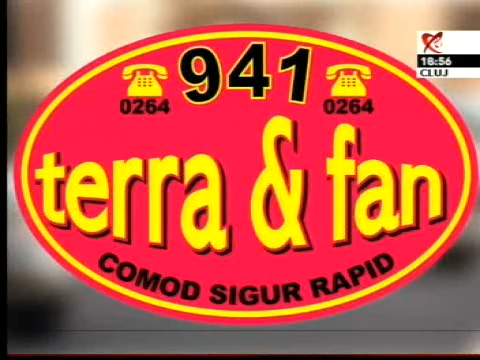 941
0264 0264
terra & fan
COMOD SIGUR RAPID
18:56
CLUJ